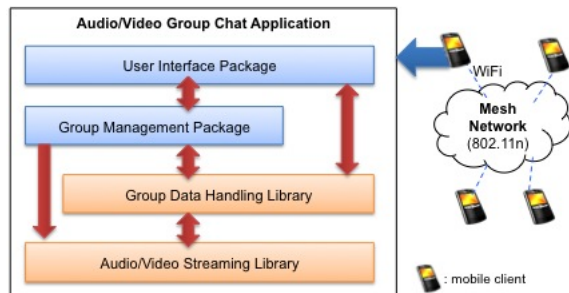 Audio/Video Group Chat Application
User Interface Package
Group Management Package
Group Data Handling Library
Audio/Video Streaming Library
WiFi
Mesh
Network
(802.11n)
: mobile client